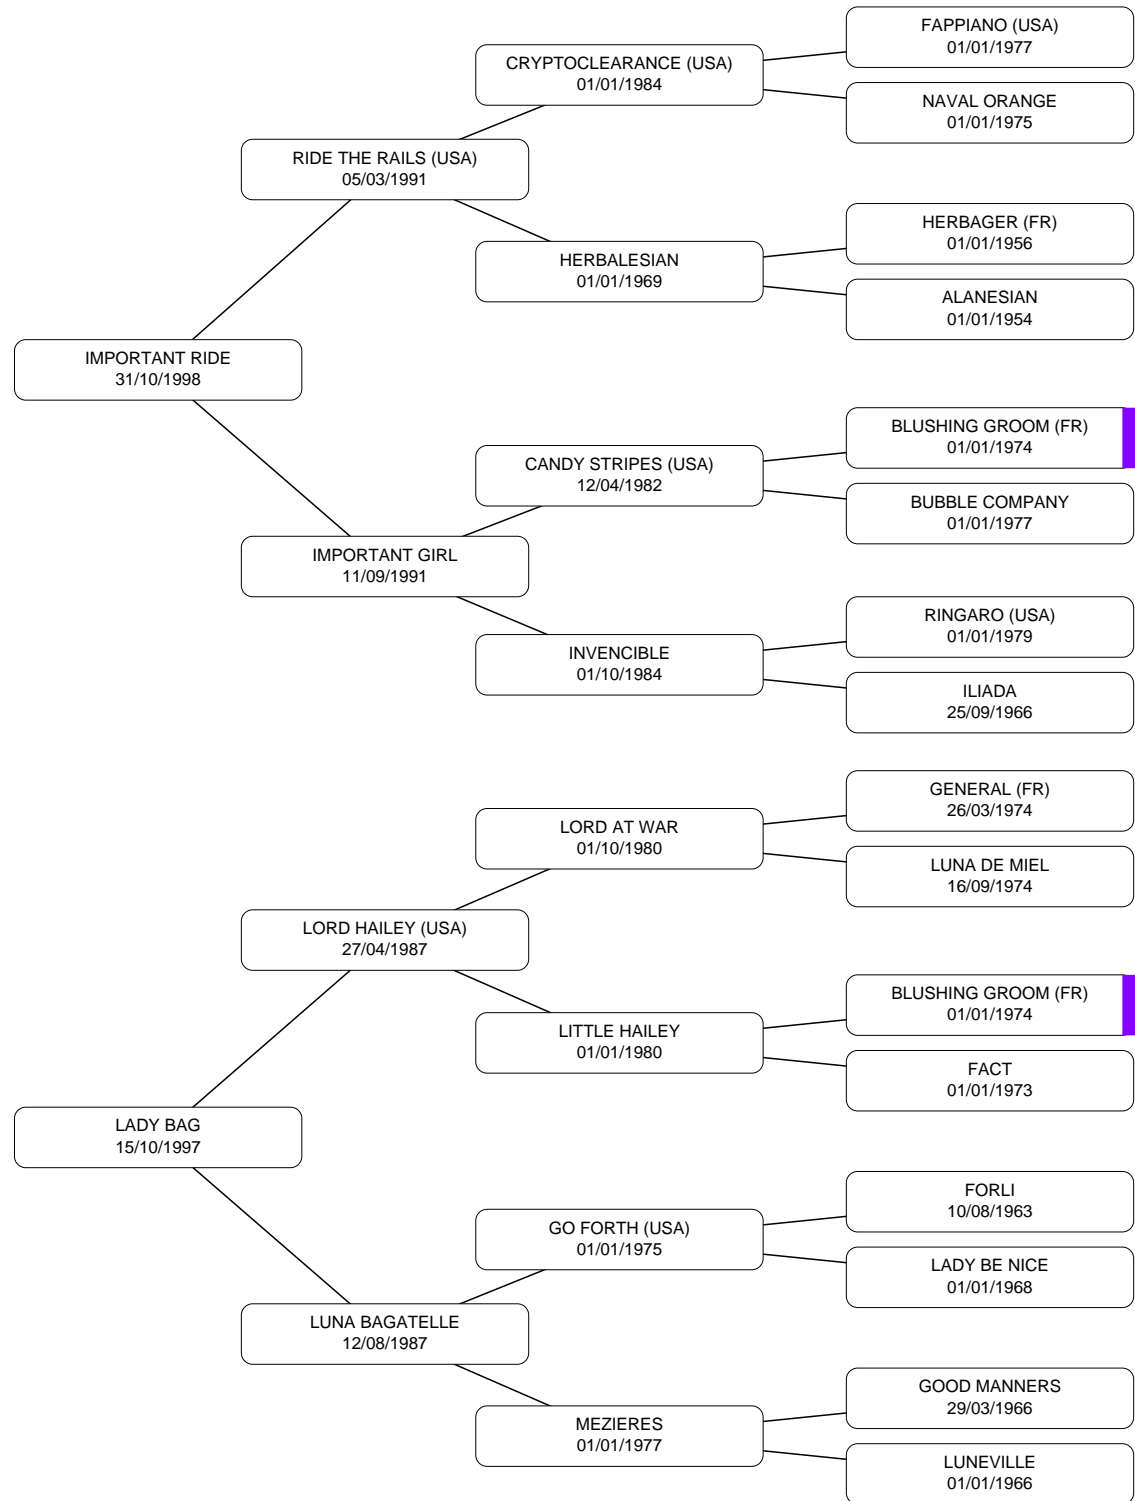 FAPPIANO (USA)
01/01/1977
CRYPTOCLEARANCE (USA)
01/01/1984
NAVAL ORANGE
01/01/1975
RIDE THE RAILS (USA)
05/03/1991
HERBAGER (FR)
01/01/1956
HERBALESIAN
01/01/1969
ALANESIAN
01/01/1954
IMPORTANT RIDE
31/10/1998
BLUSHING GROOM (FR)
01/01/1974
CANDY STRIPES (USA)
12/04/1982
BUBBLE COMPANY
01/01/1977
IMPORTANT GIRL
11/09/1991
RINGARO (USA)
01/01/1979
INVENCIBLE
01/10/1984
ILIADA
25/09/1966
GENERAL (FR)
26/03/1974
LORD AT WAR
01/10/1980
LUNA DE MIEL
16/09/1974
LORD HAILEY (USA)
27/04/1987
BLUSHING GROOM (FR)
01/01/1974
LITTLE HAILEY
01/01/1980
FACT
01/01/1973
LADY BAG
15/10/1997
FORLI
10/08/1963
GO FORTH (USA)
01/01/1975
LADY BE NICE
01/01/1968
LUNA BAGATELLE
12/08/1987
GOOD MANNERS
29/03/1966
MEZIERES
01/01/1977
LUNEVILLE
01/01/1966